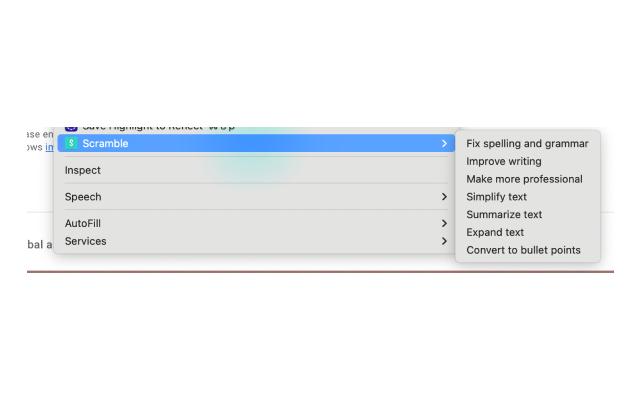 Save Highlight to Reflect
ase en
Scramble
ows in
Inspect
Speech
bal a
AutoFill
Services
Fix spelling and grammar
Improve writing
Make more professional
Simplify text
Summarize text
Expand text
Convert to bullet points